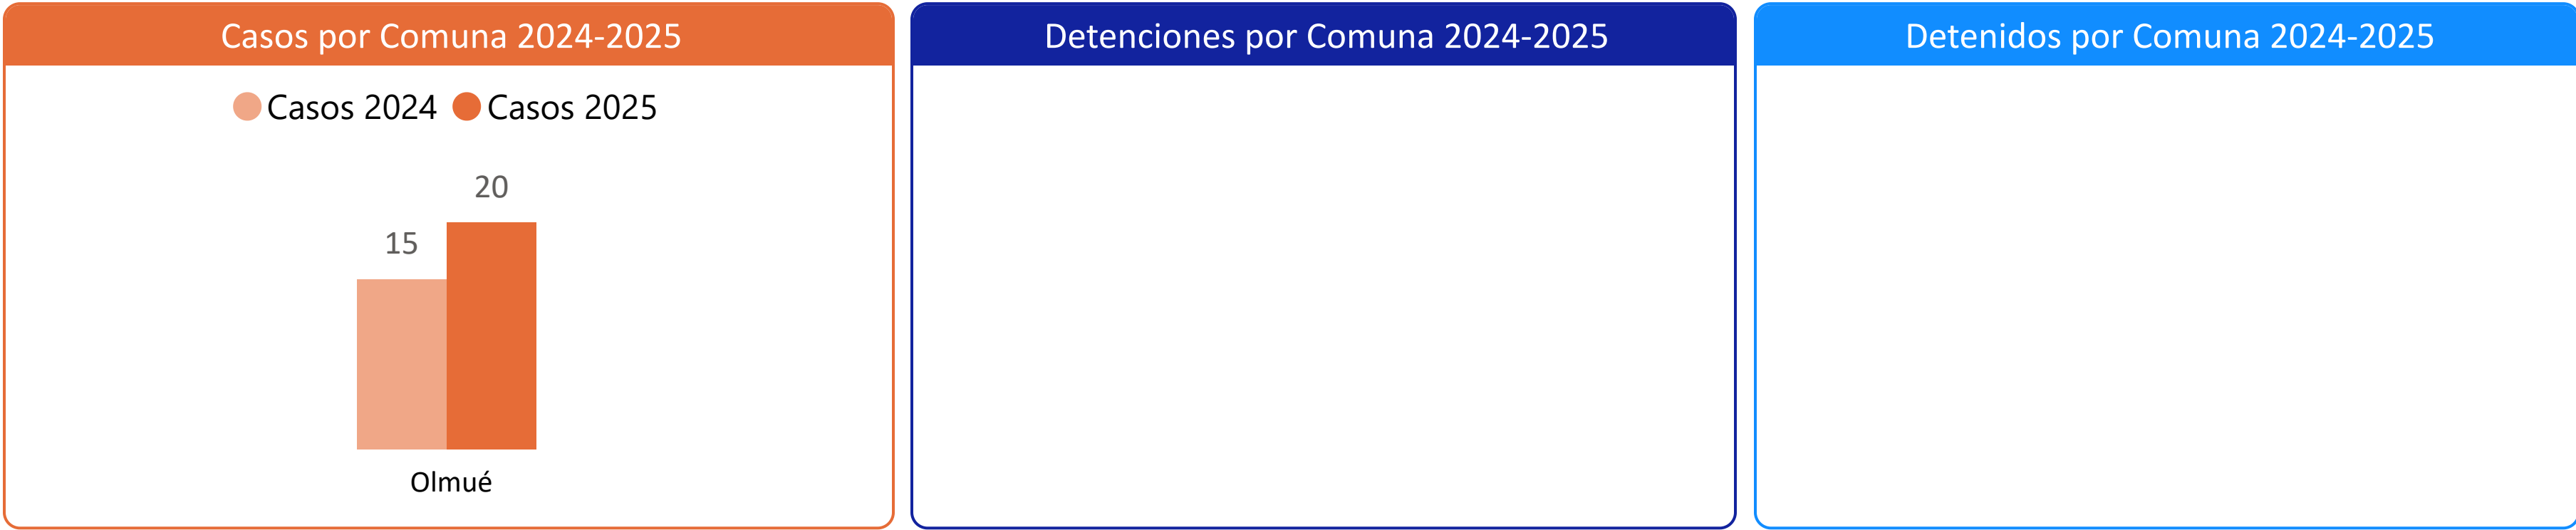 Casos por Comuna 2024-2025
Casos 2024 Casos 2025
20
15
Olmué
Detenciones por Comuna 2024-2025
Detenidos por Comuna 2024-2025